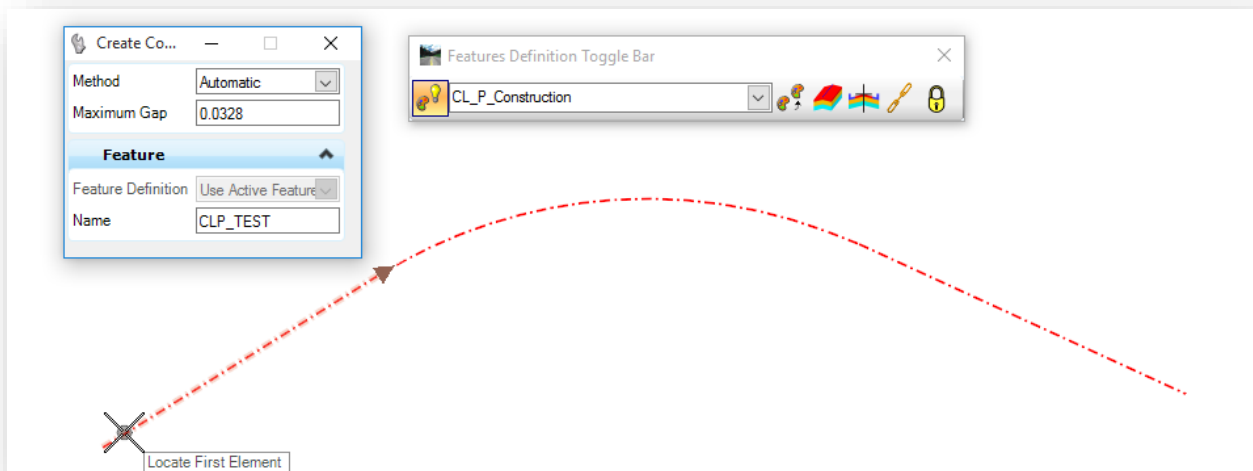 Create Co...
Method Automatic
Maximum Gap 0.0328
Feature
Feature Definition Use Active Feature
Name CLP_TEST
Features Definition Toggle Bar
CL_P_Construction
Locate First Element